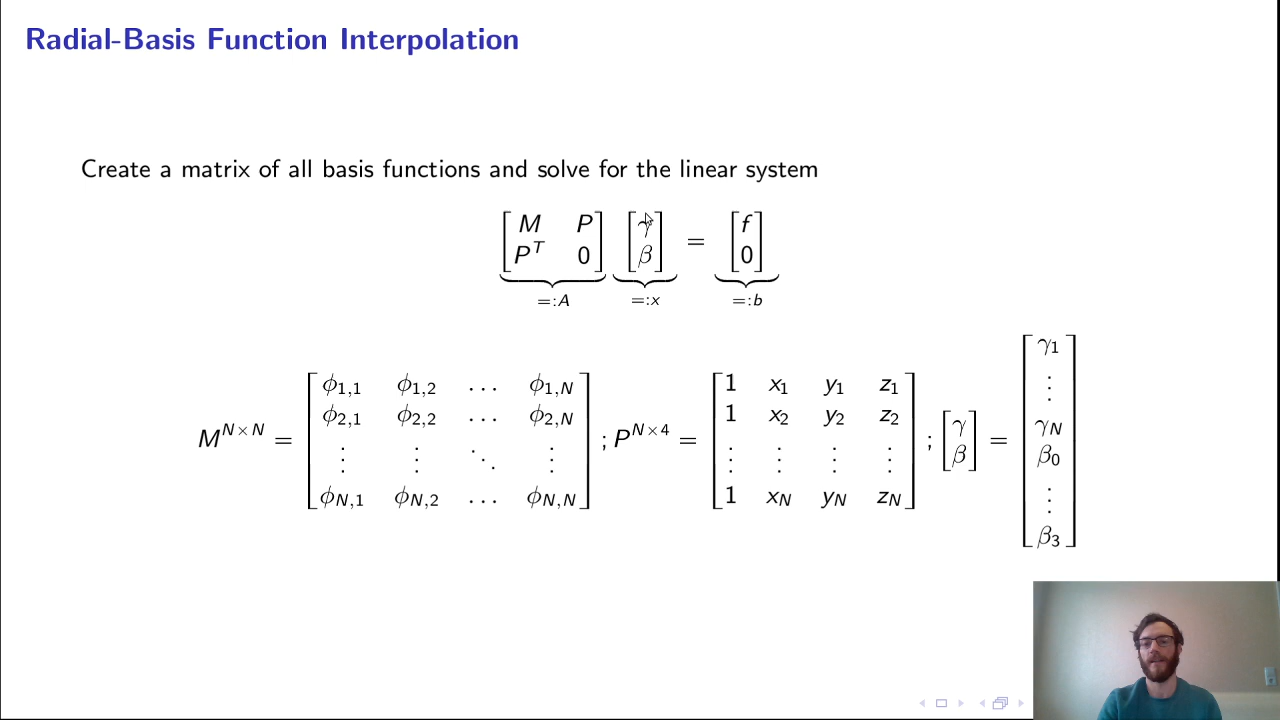 Radial-Basis Function Interpolation
Create a matrix of all basis functions and solve for the linear system
[M P; P^T 0] [γ; β] = [f; 0]
=:A =:x =:b
M^{N×N} = [ϕ_{1,1} ϕ_{1,2} … ϕ_{1,N}; ϕ_{2,1} ϕ_{2,2} … ϕ_{2,N}; ⋮ ⋮ ⋱ ⋮; ϕ_{N,1} ϕ_{N,2} … ϕ_{N,N}] ; P^{N×4} = [1 x_1 y_1 z_1; 1 x_2 y_2 z_2; ⋮ ⋮ ⋮ ⋮; 1 x_N y_N z_N] ; [γ; β] = [γ_1; ⋮; γ_N; β_0; ⋮; β_3]